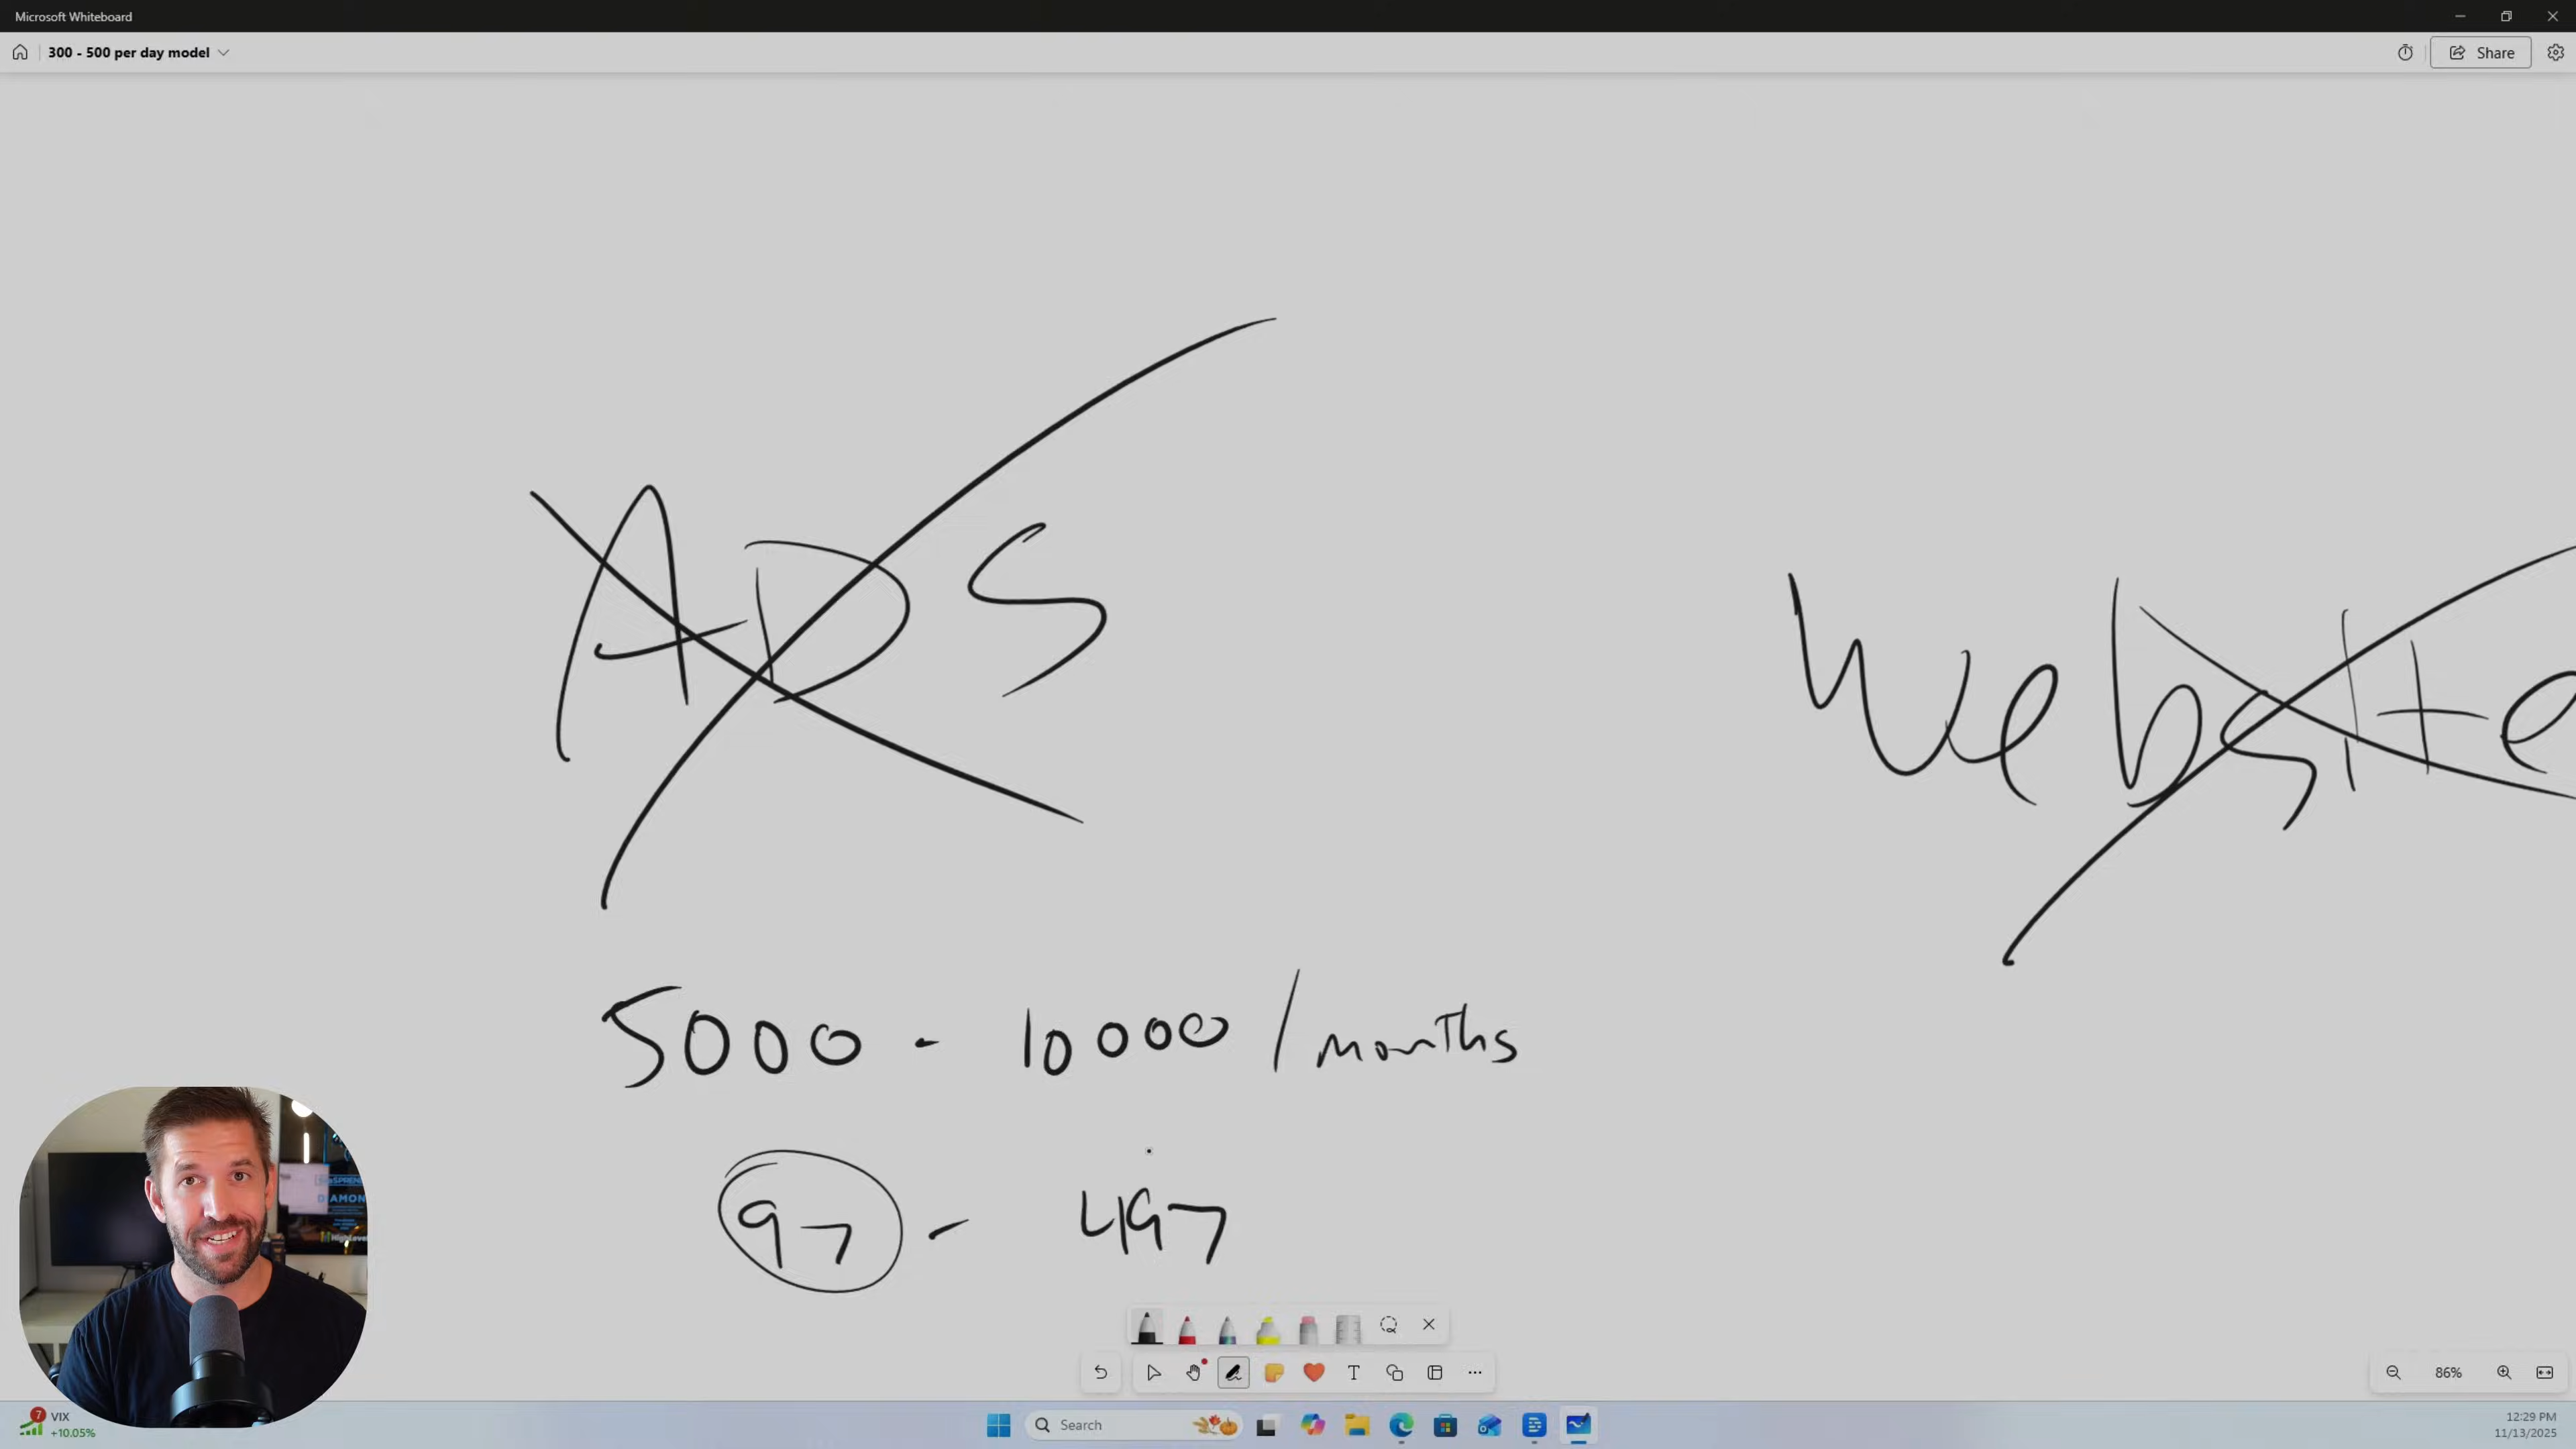 Microsoft Whiteboard
300 - 500 per day model
Share
ADS
Website
5000 - 10000 / months
97 - 497
86%
7
VIX
+10.05%
Search
12:29 PM
11/13/2025